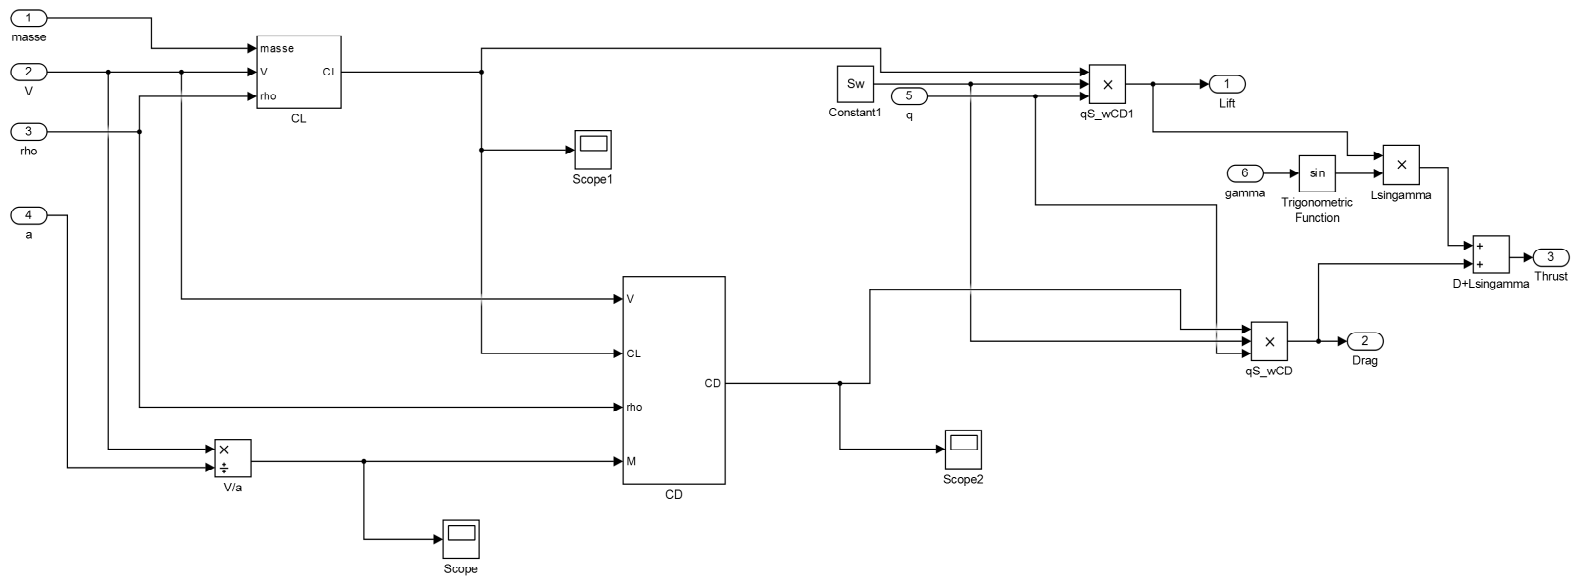 1
masse
2
V
3
rho
4
a
masse
V
rho
CL
CL
Scope1
Sw
Constant1
5
q
×
qS_wCD1
1
Lift
6
gamma
sin
Trigonometric
Function
×
Lsingamma
+
+
D+Lsingamma
3
Thrust
V
CL
rho
M
CD
CD
×
qS_wCD
2
Drag
×
÷
V/a
Scope2
Scope